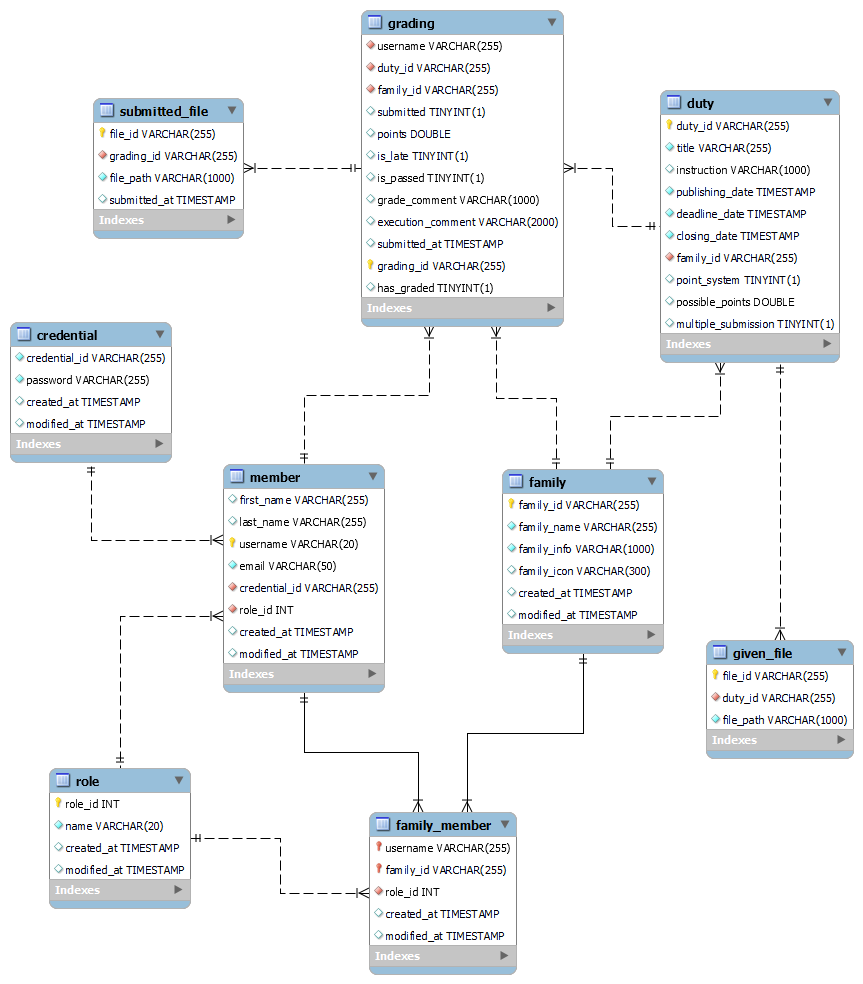 grading
username VARCHAR(255)
duty_id VARCHAR(255)
family_id VARCHAR(255)
submitted TINYINT(1)
points DOUBLE
is_late TINYINT(1)
is_passed TINYINT(1)
grade_comment VARCHAR(1000)
execution_comment VARCHAR(2000)
submitted_at TIMESTAMP
grading_id VARCHAR(255)
has_graded TINYINT(1)
Indexes
submitted_file
file_id VARCHAR(255)
grading_id VARCHAR(255)
file_path VARCHAR(1000)
submitted_at TIMESTAMP
Indexes
duty
duty_id VARCHAR(255)
title VARCHAR(255)
instruction VARCHAR(1000)
publishing_date TIMESTAMP
deadline_date TIMESTAMP
closing_date TIMESTAMP
family_id VARCHAR(255)
point_system TINYINT(1)
possible_points DOUBLE
multiple_submission TINYINT(1)
Indexes
credential
credential_id VARCHAR(255)
password VARCHAR(255)
created_at TIMESTAMP
modified_at TIMESTAMP
Indexes
member
first_name VARCHAR(255)
last_name VARCHAR(255)
username VARCHAR(20)
email VARCHAR(50)
credential_id VARCHAR(255)
role_id INT
created_at TIMESTAMP
modified_at TIMESTAMP
Indexes
family
family_id VARCHAR(255)
family_name VARCHAR(255)
family_info VARCHAR(1000)
family_icon VARCHAR(300)
created_at TIMESTAMP
modified_at TIMESTAMP
Indexes
given_file
file_id VARCHAR(255)
duty_id VARCHAR(255)
file_path VARCHAR(1000)
Indexes
role
role_id INT
name VARCHAR(20)
created_at TIMESTAMP
modified_at TIMESTAMP
Indexes
family_member
username VARCHAR(255)
family_id VARCHAR(255)
role_id INT
created_at TIMESTAMP
modified_at TIMESTAMP
Indexes